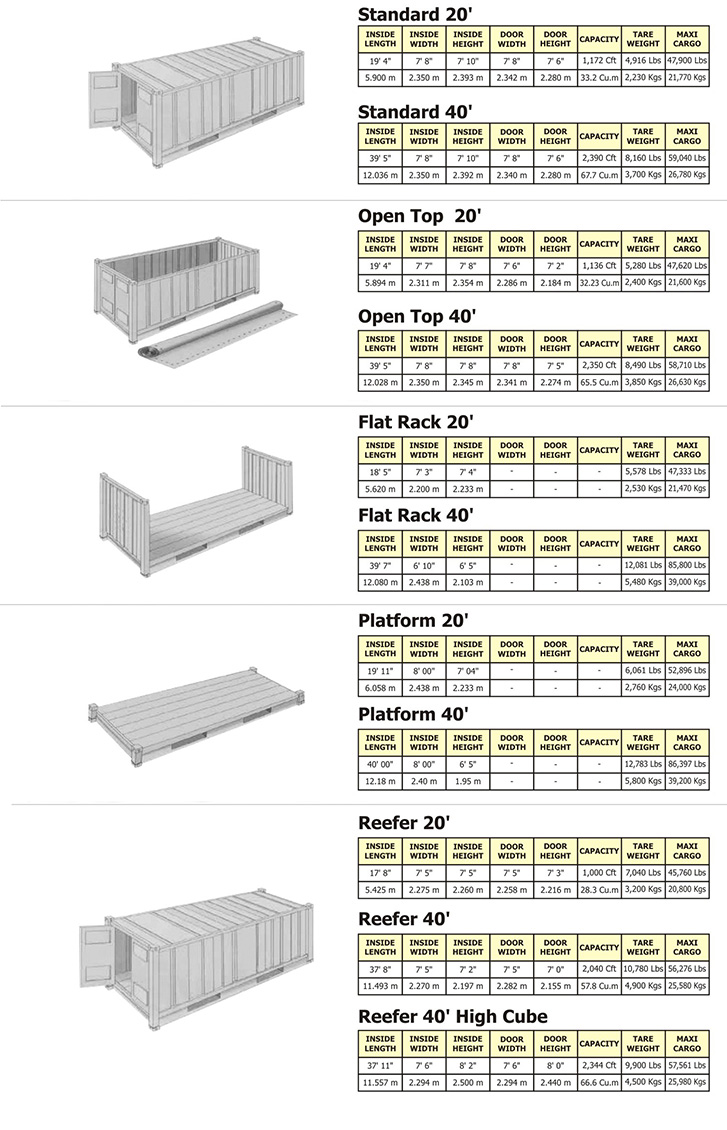 Standard 20'
INSIDE LENGTH INSIDE WIDTH INSIDE HEIGHT DOOR WIDTH DOOR HEIGHT CAPACITY TARE WEIGHT MAXI CARGO
19' 4" 7' 8" 7' 10" 7' 8" 7' 6" 1,172 Cft 4,916 Lbs 47,900 Lbs
5.900 m 2.350 m 2.393 m 2.342 m 2.280 m 33.2 Cu.m 2,230 Kgs 21,770 Kgs
Standard 40'
INSIDE LENGTH INSIDE WIDTH INSIDE HEIGHT DOOR WIDTH DOOR HEIGHT CAPACITY TARE WEIGHT MAXI CARGO
39' 5" 7' 8" 7' 10" 7' 8" 7' 6" 2,390 Cft 8,160 Lbs 59,040 Lbs
12.036 m 2.350 m 2.392 m 2.340 m 2.280 m 67.7 Cu.m 3,700 Kgs 26,780 Kgs
Open Top 20'
INSIDE LENGTH INSIDE WIDTH INSIDE HEIGHT DOOR WIDTH DOOR HEIGHT CAPACITY TARE WEIGHT MAXI CARGO
19' 4" 7' 7" 7' 8" 7' 6" 7' 2" 1,136 Cft 5,280 Lbs 47,620 Lbs
5.894 m 2.311 m 2.354 m 2.286 m 2.184 m 32.23 Cu.m 2,400 Kgs 21,600 Kgs
Open Top 40'
INSIDE LENGTH INSIDE WIDTH INSIDE HEIGHT DOOR WIDTH DOOR HEIGHT CAPACITY TARE WEIGHT MAXI CARGO
39' 5" 7' 8" 7' 8" 7' 8" 7' 5" 2,350 Cft 8,490 Lbs 58,710 Lbs
12.028 m 2.350 m 2.345 m 2.341 m 2.274 m 65.5 Cu.m 3,850 Kgs 26,630 Kgs
Flat Rack 20'
INSIDE LENGTH INSIDE WIDTH INSIDE HEIGHT DOOR WIDTH DOOR HEIGHT CAPACITY TARE WEIGHT MAXI CARGO
18' 5" 7' 3" 7' 4" - - - 5,578 Lbs 47,333 Lbs
5.620 m 2.200 m 2.233 m - - - 2,530 Kgs 21,470 Kgs
Flat Rack 40'
INSIDE LENGTH INSIDE WIDTH INSIDE HEIGHT DOOR WIDTH DOOR HEIGHT CAPACITY TARE WEIGHT MAXI CARGO
39' 7" 6' 10" 6' 5" - - - 12,081 Lbs 85,800 Lbs
12.080 m 2.438 m 2.103 m - - - 5,480 Kgs 39,000 Kgs
Platform 20'
INSIDE LENGTH INSIDE WIDTH INSIDE HEIGHT DOOR WIDTH DOOR HEIGHT CAPACITY TARE WEIGHT MAXI CARGO
19' 11" 8' 00" 7' 04" - - - 6,061 Lbs 52,896 Lbs
6.058 m 2.438 m 2.233 m - - - 2,760 Kgs 24,000 Kgs
Platform 40'
INSIDE LENGTH INSIDE WIDTH INSIDE HEIGHT DOOR WIDTH DOOR HEIGHT CAPACITY TARE WEIGHT MAXI CARGO
40' 00" 8' 00" 6' 5" - - - 12,783 Lbs 86,397 Lbs
12.18 m 2.40 m 1.95 m - - - 5,800 Kgs 39,200 Kgs
Reefer 20'
INSIDE LENGTH INSIDE WIDTH INSIDE HEIGHT DOOR WIDTH DOOR HEIGHT CAPACITY TARE WEIGHT MAXI CARGO
17' 8" 7' 5" 7' 5" 7' 5" 7' 3" 1,000 Cft 7,040 Lbs 45,760 Lbs
5.425 m 2.275 m 2.260 m 2.258 m 2.216 m 28.3 Cu.m 3,200 Kgs 20,800 Kgs
Reefer 40'
INSIDE LENGTH INSIDE WIDTH INSIDE HEIGHT DOOR WIDTH DOOR HEIGHT CAPACITY TARE WEIGHT MAXI CARGO
37' 8" 7' 5" 7' 2" 7' 5" 7' 0" 2,040 Cft 10,780 Lbs 56,276 Lbs
11.493 m 2.270 m 2.197 m 2.282 m 2.155 m 57.8 Cu.m 4,900 Kgs 25,580 Kgs
Reefer 40' High Cube
INSIDE LENGTH INSIDE WIDTH INSIDE HEIGHT DOOR WIDTH DOOR HEIGHT CAPACITY TARE WEIGHT MAXI CARGO
37' 11" 7' 6" 8' 2" 7' 6" 8' 0" 2,344 Cft 9,900 Lbs 57,561 Lbs
11.557 m 2.294 m 2.500 m 2.294 m 2.440 m 66.6 Cu.m 4,500 Kgs 25,980 Kgs